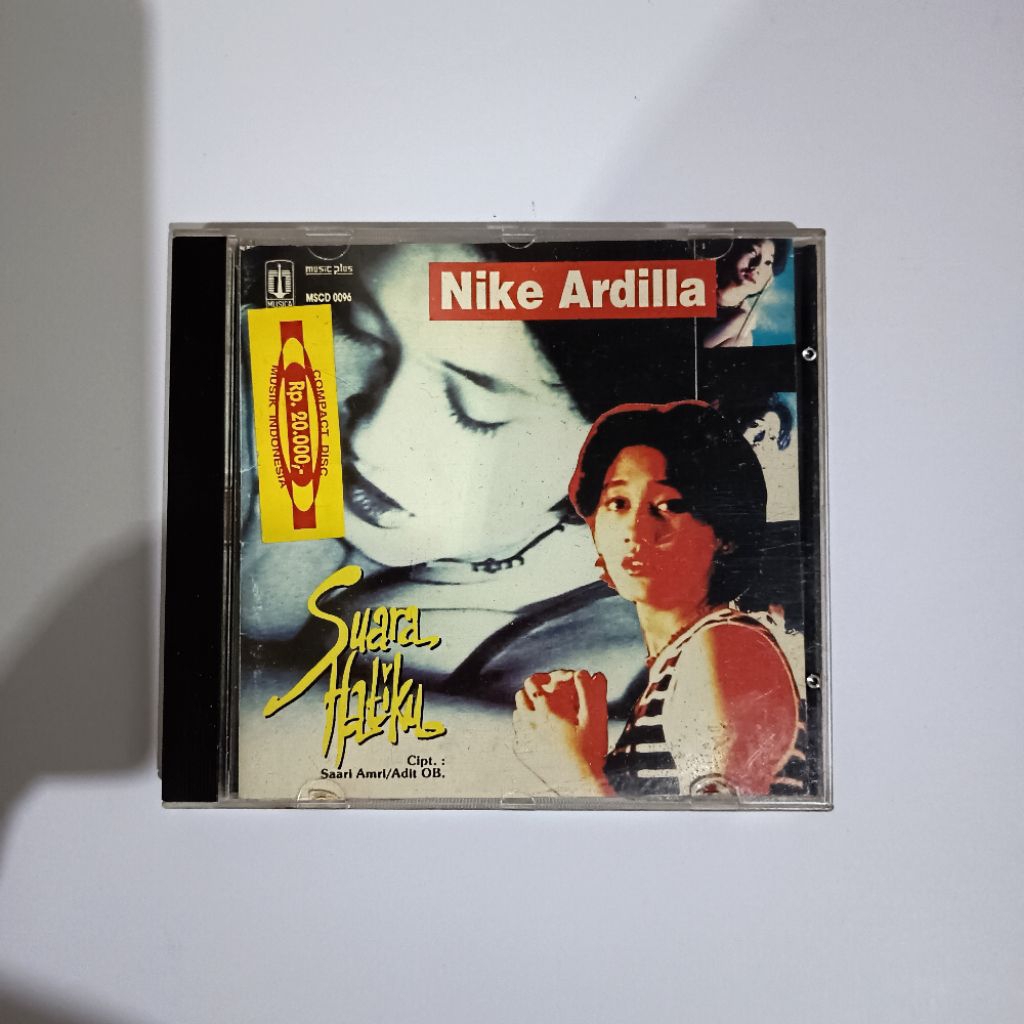 MUSICA
music plus
MSCD 0096
Nike Ardilla
COMPACT DISC
Rp. 20.000,-
MUSIK INDONESIA
Suara
Hatiku
Cipt. :
Saari Amri/Adit OB.